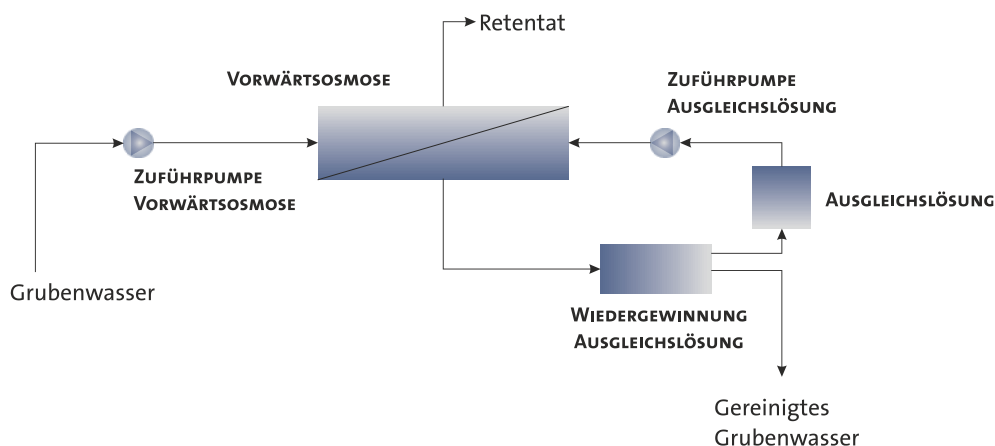 Retentat
VORWÄRTSOSMOSE
ZUFÜHRPUMPE
AUSGLEICHSLÖSUNG
ZUFÜHRPUMPE
VORWÄRTSOSMOSE
AUSGLEICHSLÖSUNG
Grubenwasser
WIEDERGEWINNUNG
AUSGLEICHSLÖSUNG
Gereinigtes
Grubenwasser